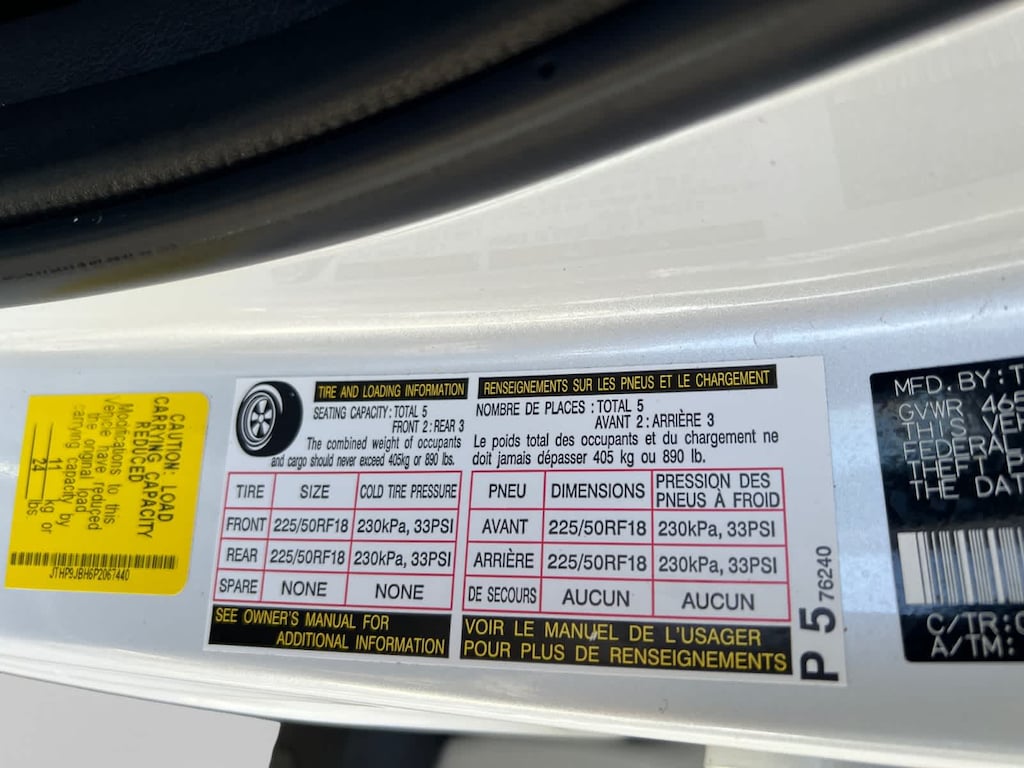 CAUTION: LOAD
CARRYING CAPACITY
REDUCED
Modifications to this
Vehicle have reduced
the original load
carrying capacity by
11 kg or
24 lbs
JTHP9JBH6P2067440
TIRE AND LOADING INFORMATION
SEATING CAPACITY: TOTAL 5
FRONT 2: REAR 3
The combined weight of occupants
and cargo should never exceed 405kg or 890 lbs.
RENSEIGNEMENTS SUR LES PNEUS ET LE CHARGEMENT
NOMBRE DE PLACES : TOTAL 5
AVANT 2 : ARRIÈRE 3
Le poids total des occupants et du chargement ne
doit jamais dépasser 405 kg ou 890 lb.
TIRE SIZE COLD TIRE PRESSURE
FRONT 225/50RF18 230kPa, 33PSI
REAR 225/50RF18 230kPa, 33PSI
SPARE NONE NONE
SEE OWNER'S MANUAL FOR
ADDITIONAL INFORMATION
PNEU DIMENSIONS PRESSION DES
PNEUS À FROID
AVANT 225/50RF18 230kPa, 33PSI
ARRIÈRE 225/50RF18 230kPa, 33PSI
DE SECOURS AUCUN AUCUN
VOIR LE MANUEL DE L'USAGER
POUR PLUS DE RENSEIGNEMENTS
P 5 76240
MFD. BY: T
GVWR 465
THIS VEH
FEDERAL
THEFT
THE DAT
C/TR:
A/TM: